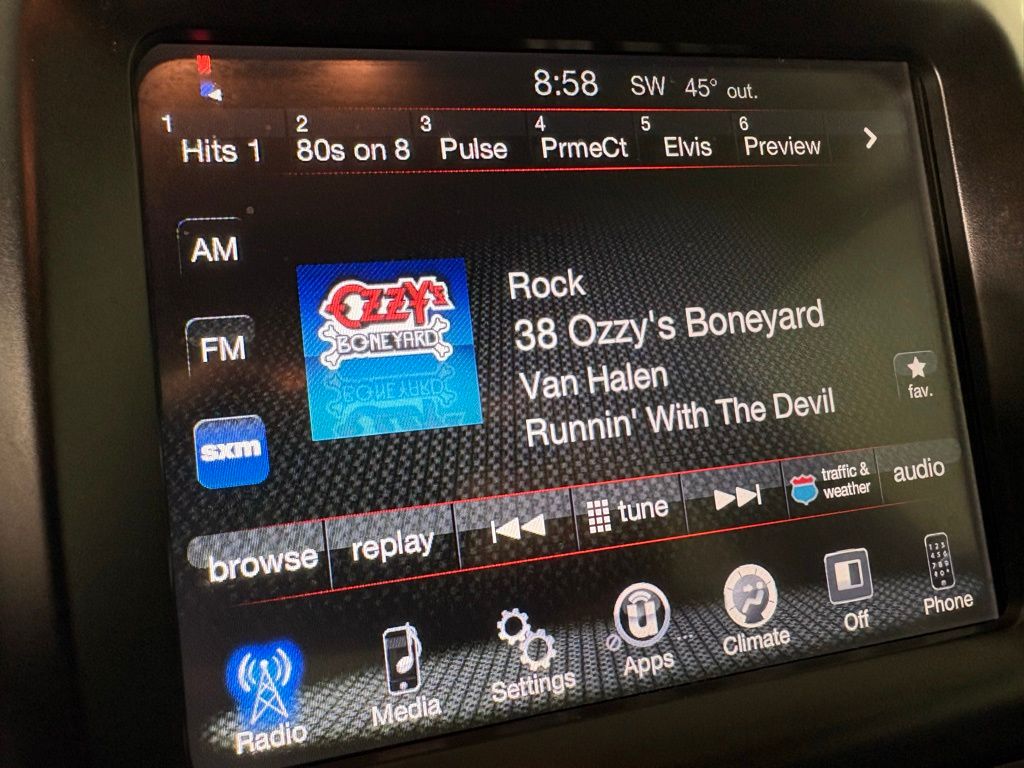 8:58 SW 45° out.
1 2 3 4 5 6
Hits 1 80s on 8 Pulse PrmeCt Elvis Preview
AM
FM
sxm
OZZY's
BONEYARD
Rock
38 Ozzy's Boneyard
Van Halen
Runnin' With The Devil
fav.
browse replay tune traffic & weather audio
Radio Media Settings Apps Climate Off Phone